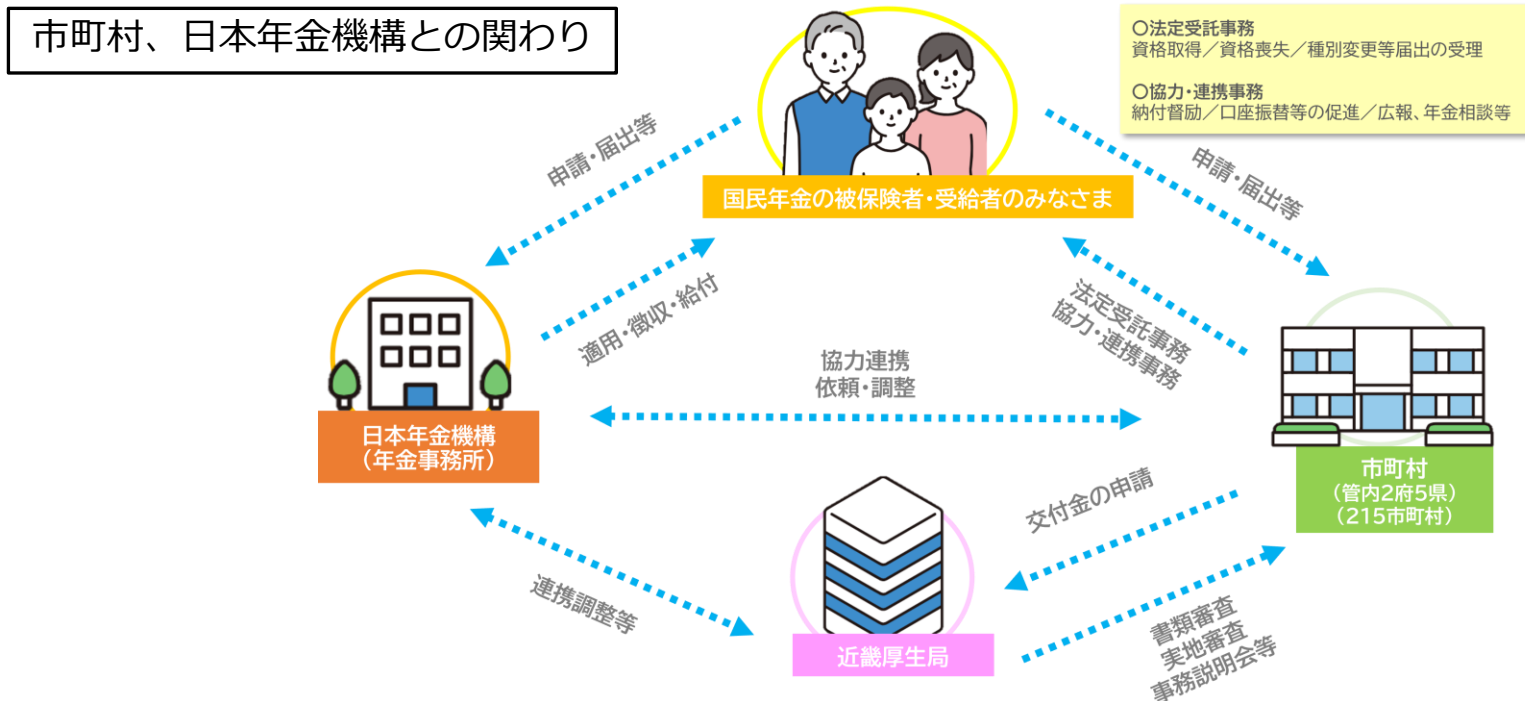 市町村、日本年金機構との関わり
〇法定受託事務
資格取得／資格喪失／種別変更等届出の受理
〇協力・連携事務
納付督励／口座振替等の促進／広報、年金相談等
申請・届出等
国民年金の被保険者・受給者のみなさま
申請・届出等
適用・徴収・給付
法定受託事務
協力・連携事務
協力連携
依頼・調整
日本年金機構
（年金事務所）
市町村
（管内2府5県）
（215市町村）
交付金の申請
連携調整等
近畿厚生局
書類審査
実地審査
事務説明会等